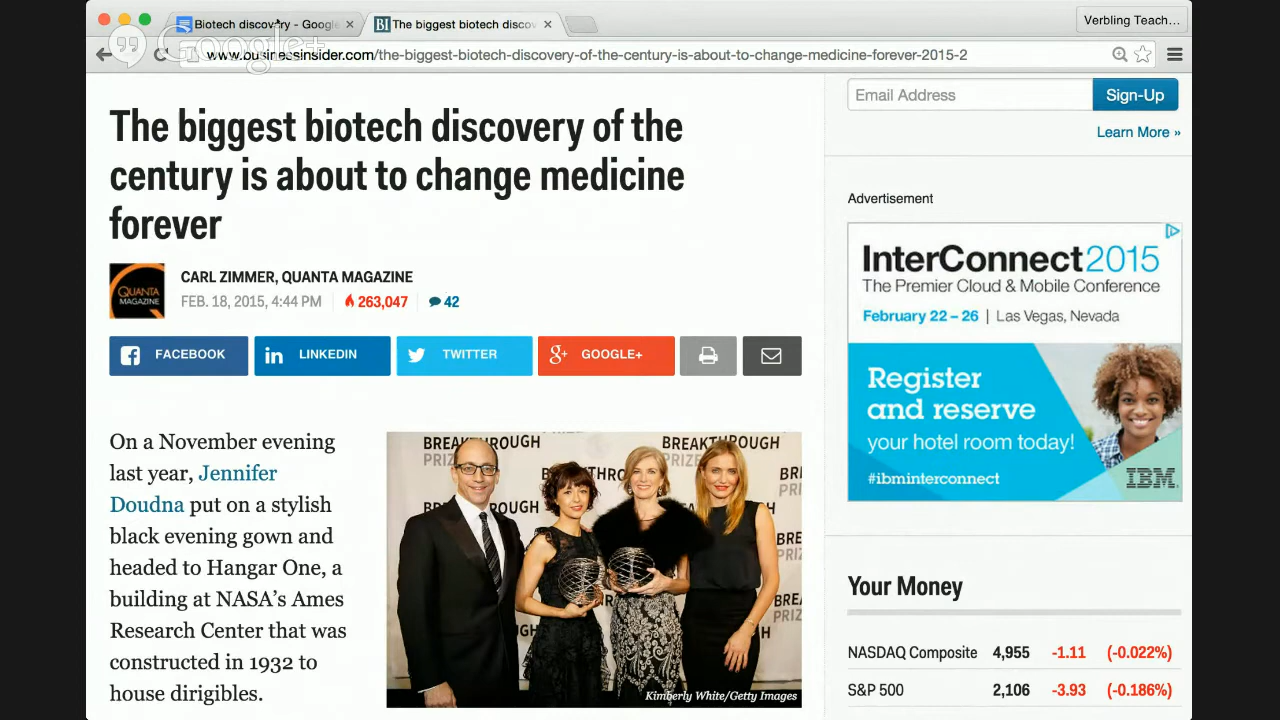 Biotech discovery - Google
BI The biggest biotech discov
Verbling Teach...
Google+
www.businessinsider.com/the-biggest-biotech-discovery-of-the-century-is-about-to-change-medicine-forever-2015-2
The biggest biotech discovery of the
century is about to change medicine
forever
QUANTA
MAGAZINE
CARL ZIMMER, QUANTA MAGAZINE
FEB. 18, 2015, 4:44 PM 263,047 42
FACEBOOK
LINKEDIN
TWITTER
GOOGLE+
On a November evening
last year, Jennifer
Doudna put on a stylish
black evening gown and
headed to Hangar One, a
building at NASA's Ames
Research Center that was
constructed in 1932 to
house dirigibles.
BREAKTHROUGH
PRIZE
BREAKTHROUGH
PRIZE
Kimberly White/Getty Images
Email Address
Sign-Up
Learn More »
Advertisement
InterConnect2015
The Premier Cloud & Mobile Conference
February 22 – 26 | Las Vegas, Nevada
Register
and reserve
your hotel room today!
#ibminterconnect
IBM
Your Money
NASDAQ Composite 4,955 -1.11 (-0.022%)
S&P 500 2,106 -3.93 (-0.186%)